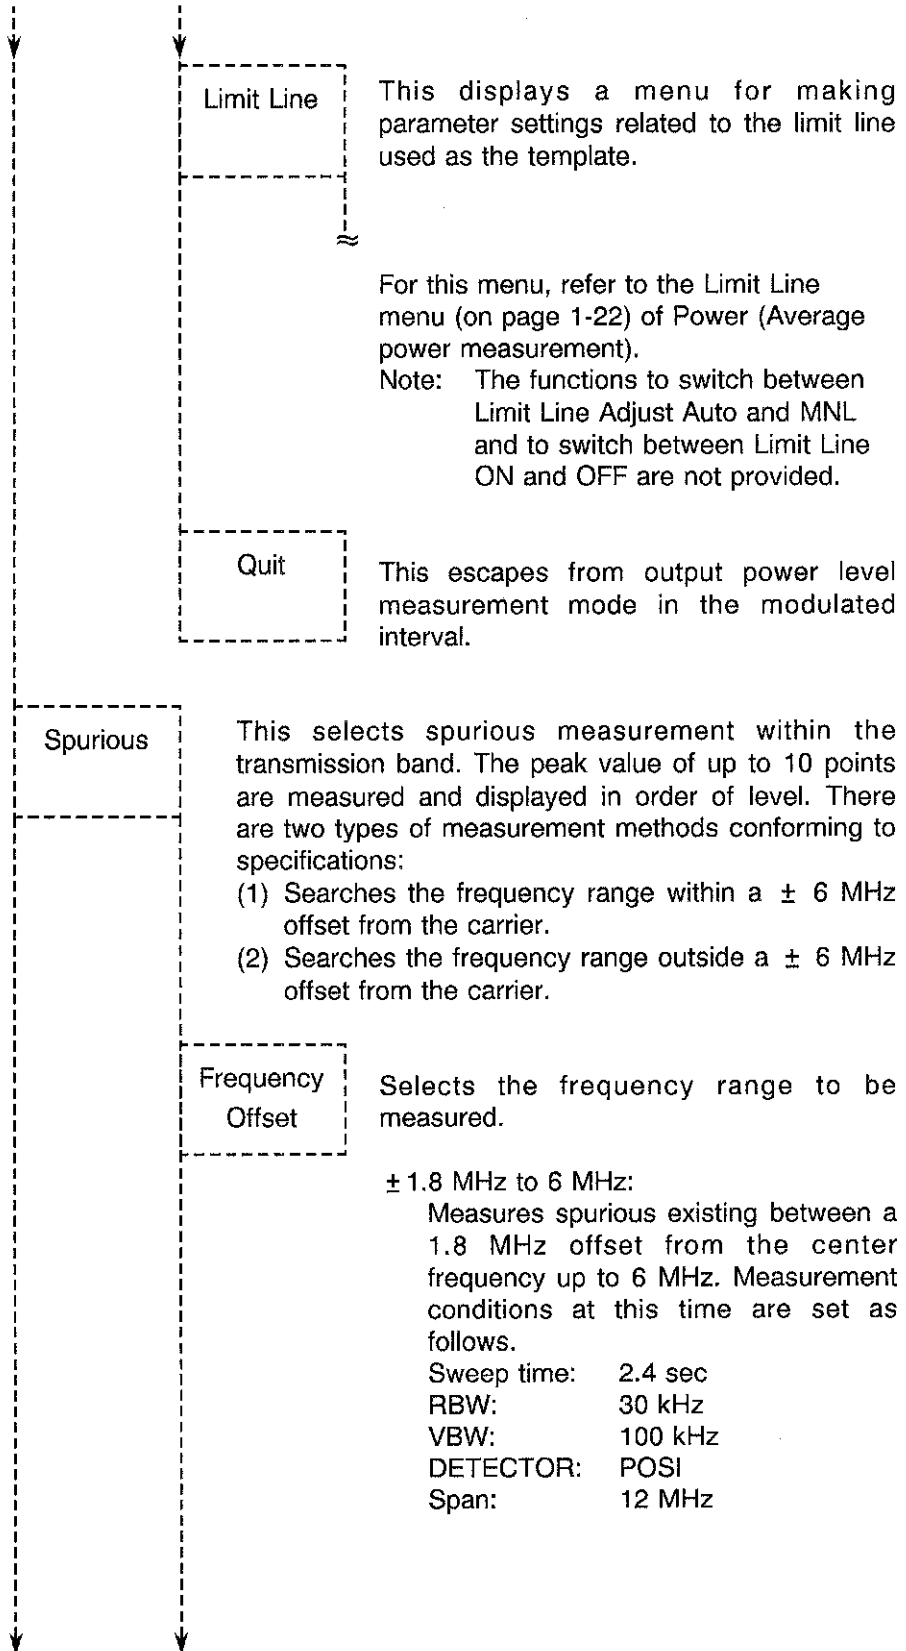 Limit Line
This displays a menu for making
parameter settings related to the limit line
used as the template.
≈
For this menu, refer to the Limit Line
menu (on page 1-22) of Power (Average
power measurement).
Note: The functions to switch between
Limit Line Adjust Auto and MNL
and to switch between Limit Line
ON and OFF are not provided.
Quit
This escapes from output power level
measurement mode in the modulated
interval.
Spurious
This selects spurious measurement within the
transmission band. The peak value of up to 10 points
are measured and displayed in order of level. There
are two types of measurement methods conforming to
specifications:
(1) Searches the frequency range within a ± 6 MHz
offset from the carrier.
(2) Searches the frequency range outside a ± 6 MHz
offset from the carrier.
Frequency
Offset
Selects the frequency range to be
measured.
± 1.8 MHz to 6 MHz:
Measures spurious existing between a
1.8 MHz offset from the center
frequency up to 6 MHz. Measurement
conditions at this time are set as
follows.
Sweep time: 2.4 sec
RBW: 30 kHz
VBW: 100 kHz
DETECTOR: POSI
Span: 12 MHz